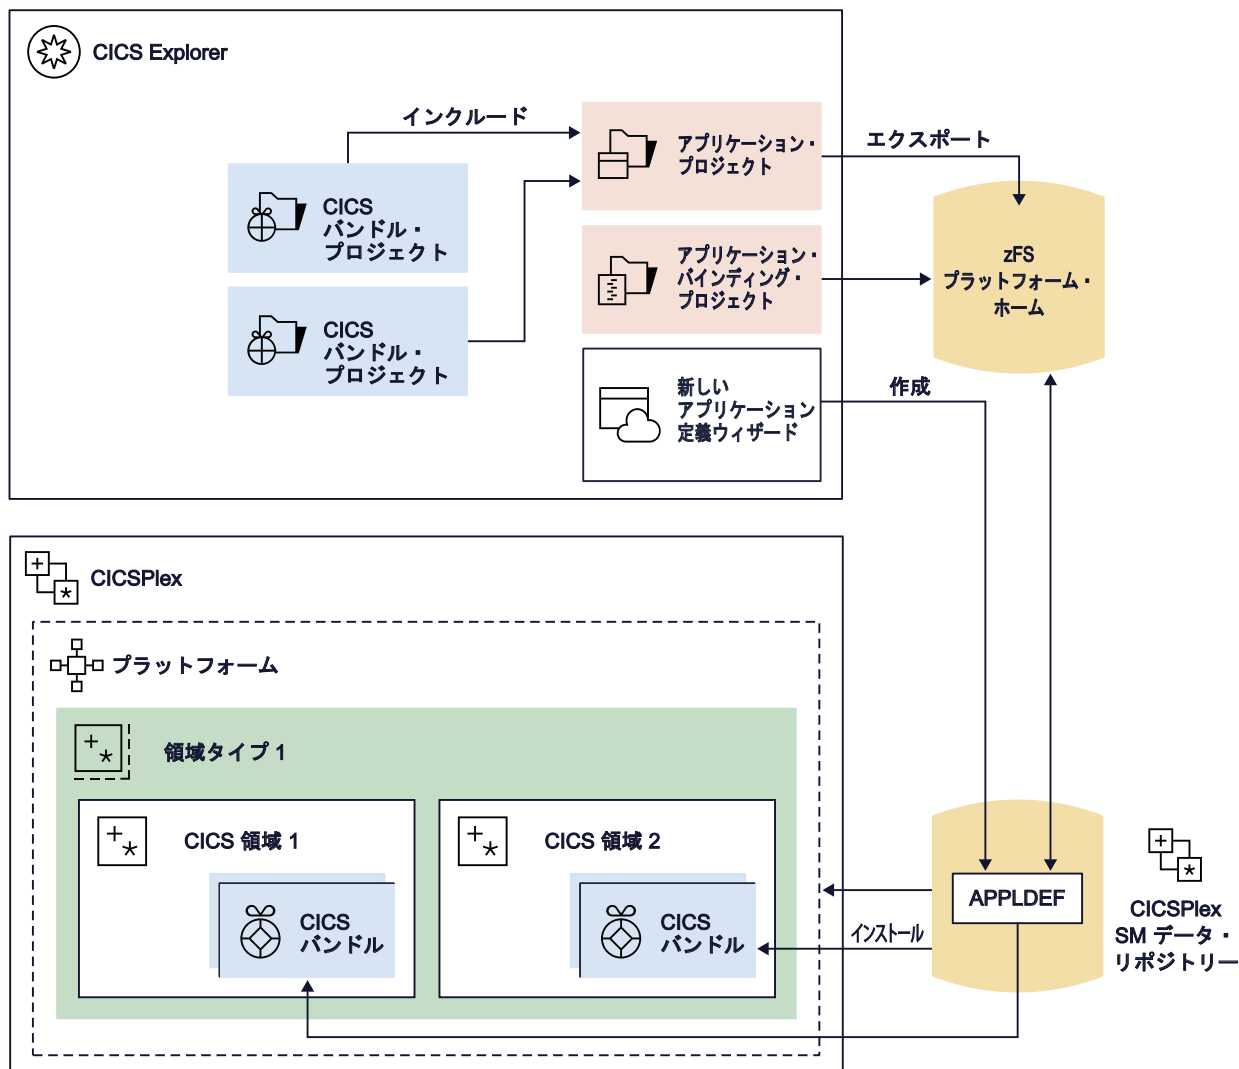 CICS Explorer
インクルード
アプリケーション・
プロジェクト
エクスポート
CICS
バンドル・
プロジェクト
アプリケーション・
バインディング・
プロジェクト
zFS
プラットフォーム・
ホーム
CICS
バンドル・
プロジェクト
新しい
アプリケーション
定義ウィザード
作成
CICSPlex
プラットフォーム
領域タイプ 1
CICS 領域 1
CICS 領域 2
CICS
バンドル
CICS
バンドル
インストール
APPLDEF
CICSPlex
SM データ・
リポジトリー